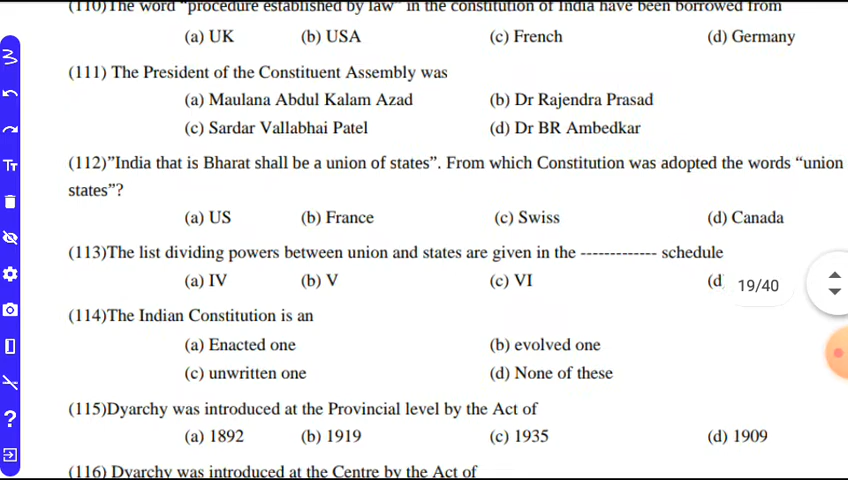 (110)The word “procedure established by law” in the constitution of India have been borrowed from
(a) UK (b) USA (c) French (d) Germany
(111) The President of the Constituent Assembly was
(a) Maulana Abdul Kalam Azad (b) Dr Rajendra Prasad
(c) Sardar Vallabhai Patel (d) Dr BR Ambedkar
(112)”India that is Bharat shall be a union of states”. From which Constitution was adopted the words “union
states”?
(a) US (b) France (c) Swiss (d) Canada
(113)The list dividing powers between union and states are given in the ------------- schedule
(a) IV (b) V (c) VI (d
19/40
(114)The Indian Constitution is an
(a) Enacted one (b) evolved one
(c) unwritten one (d) None of these
(115)Dyarchy was introduced at the Provincial level by the Act of
(a) 1892 (b) 1919 (c) 1935 (d) 1909
(116) Dyarchy was introduced at the Centre by the Act of